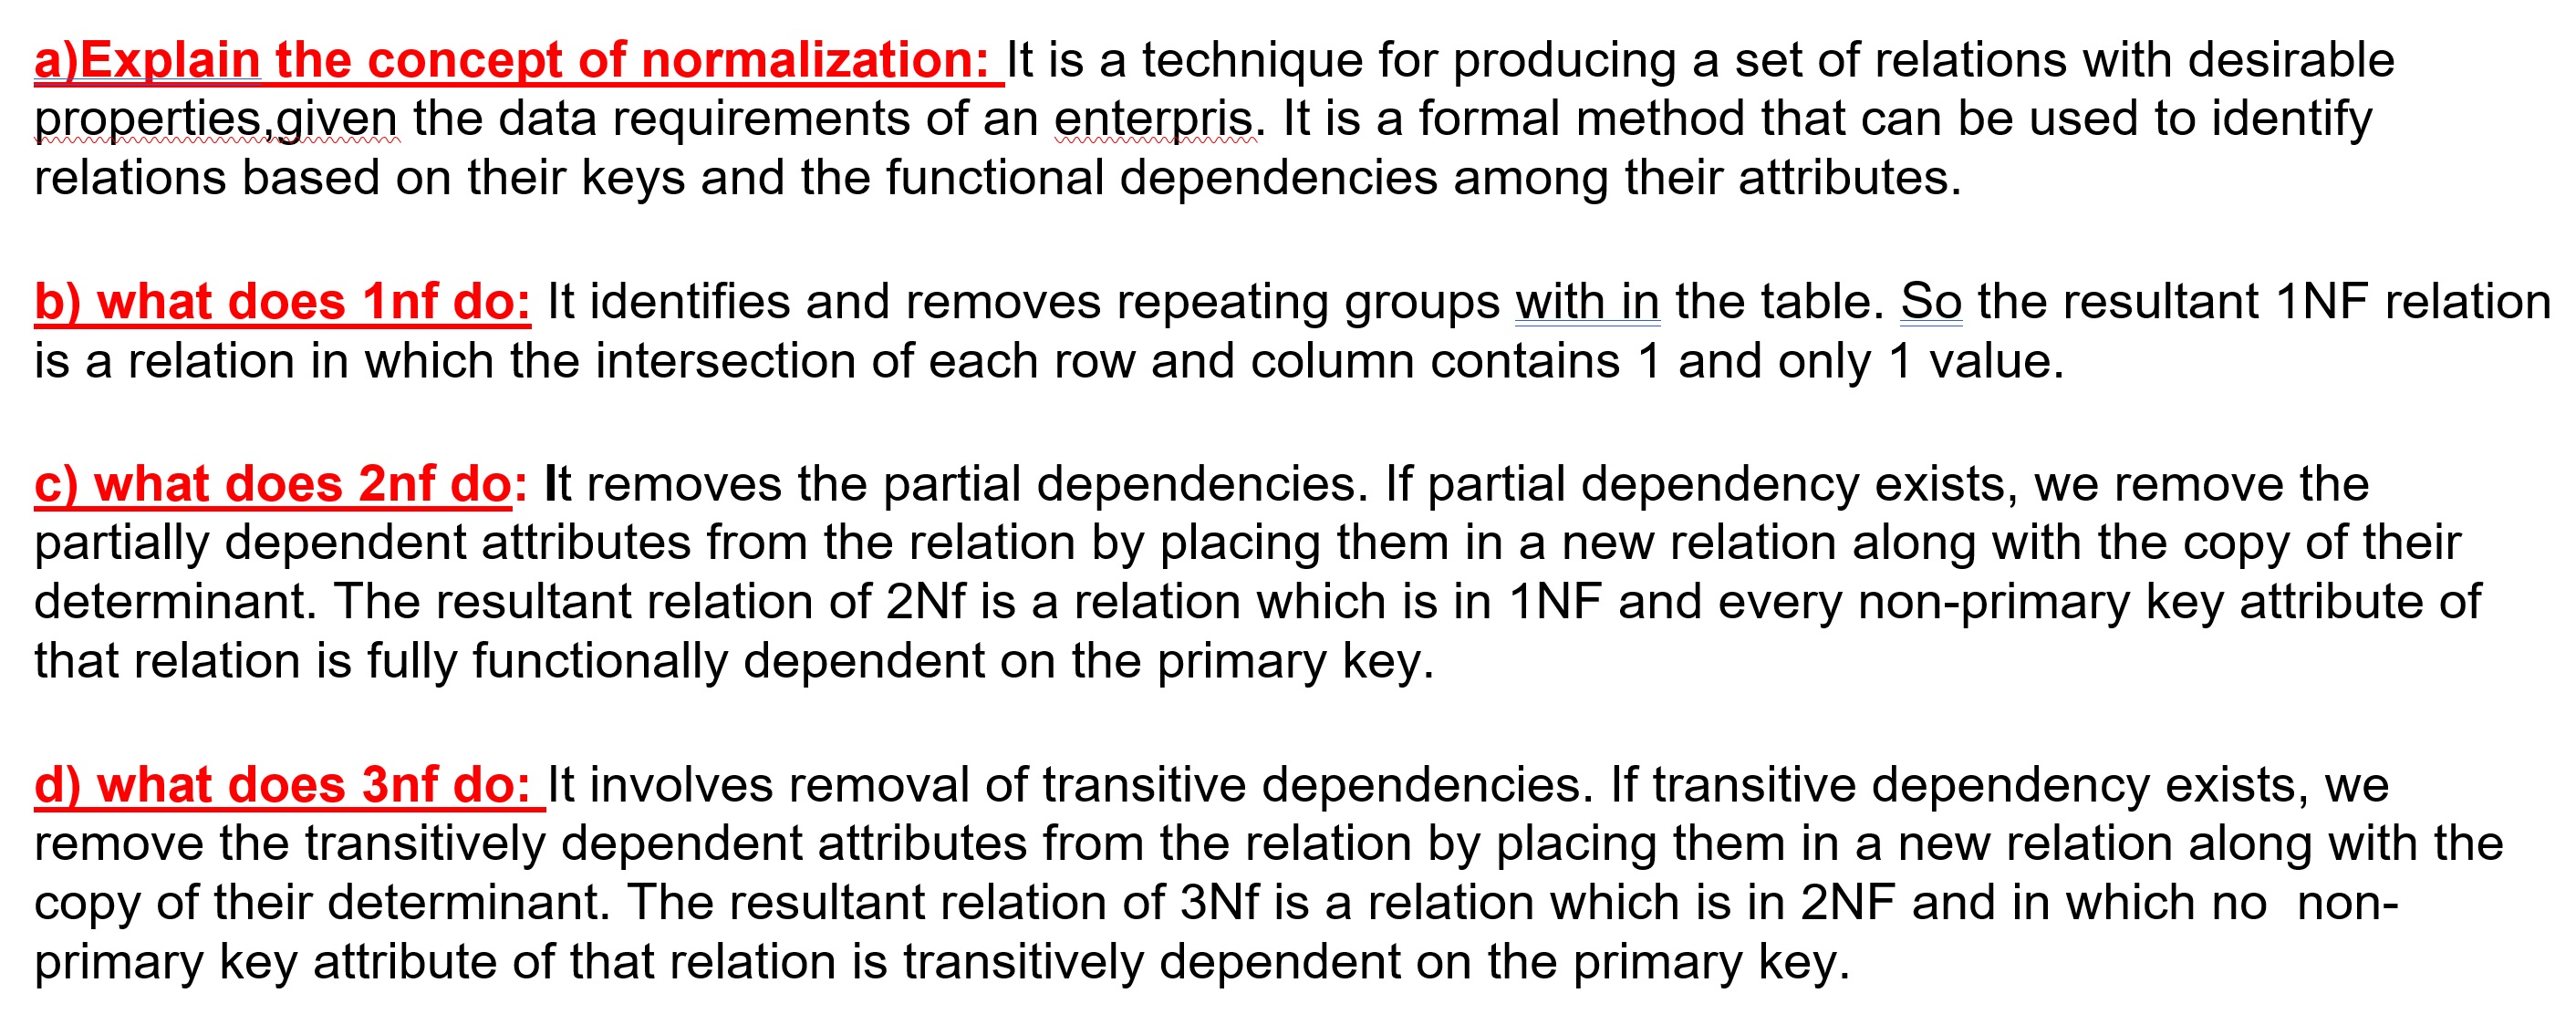 a)Explain the concept of normalization: It is a technique for producing a set of relations with desirable
properties,given the data requirements of an enterpris. It is a formal method that can be used to identify
relations based on their keys and the functional dependencies among their attributes.
b) what does 1nf do: It identifies and removes repeating groups with in the table. So the resultant 1NF relation
is a relation in which the intersection of each row and column contains 1 and only 1 value.
c) what does 2nf do: It removes the partial dependencies. If partial dependency exists, we remove the
partially dependent attributes from the relation by placing them in a new relation along with the copy of their
determinant. The resultant relation of 2Nf is a relation which is in 1NF and every non-primary key attribute of
that relation is fully functionally dependent on the primary key.
d) what does 3nf do: It involves removal of transitive dependencies. If transitive dependency exists, we
remove the transitively dependent attributes from the relation by placing them in a new relation along with the
copy of their determinant. The resultant relation of 3Nf is a relation which is in 2NF and in which no  non-
primary key attribute of that relation is transitively dependent on the primary key.